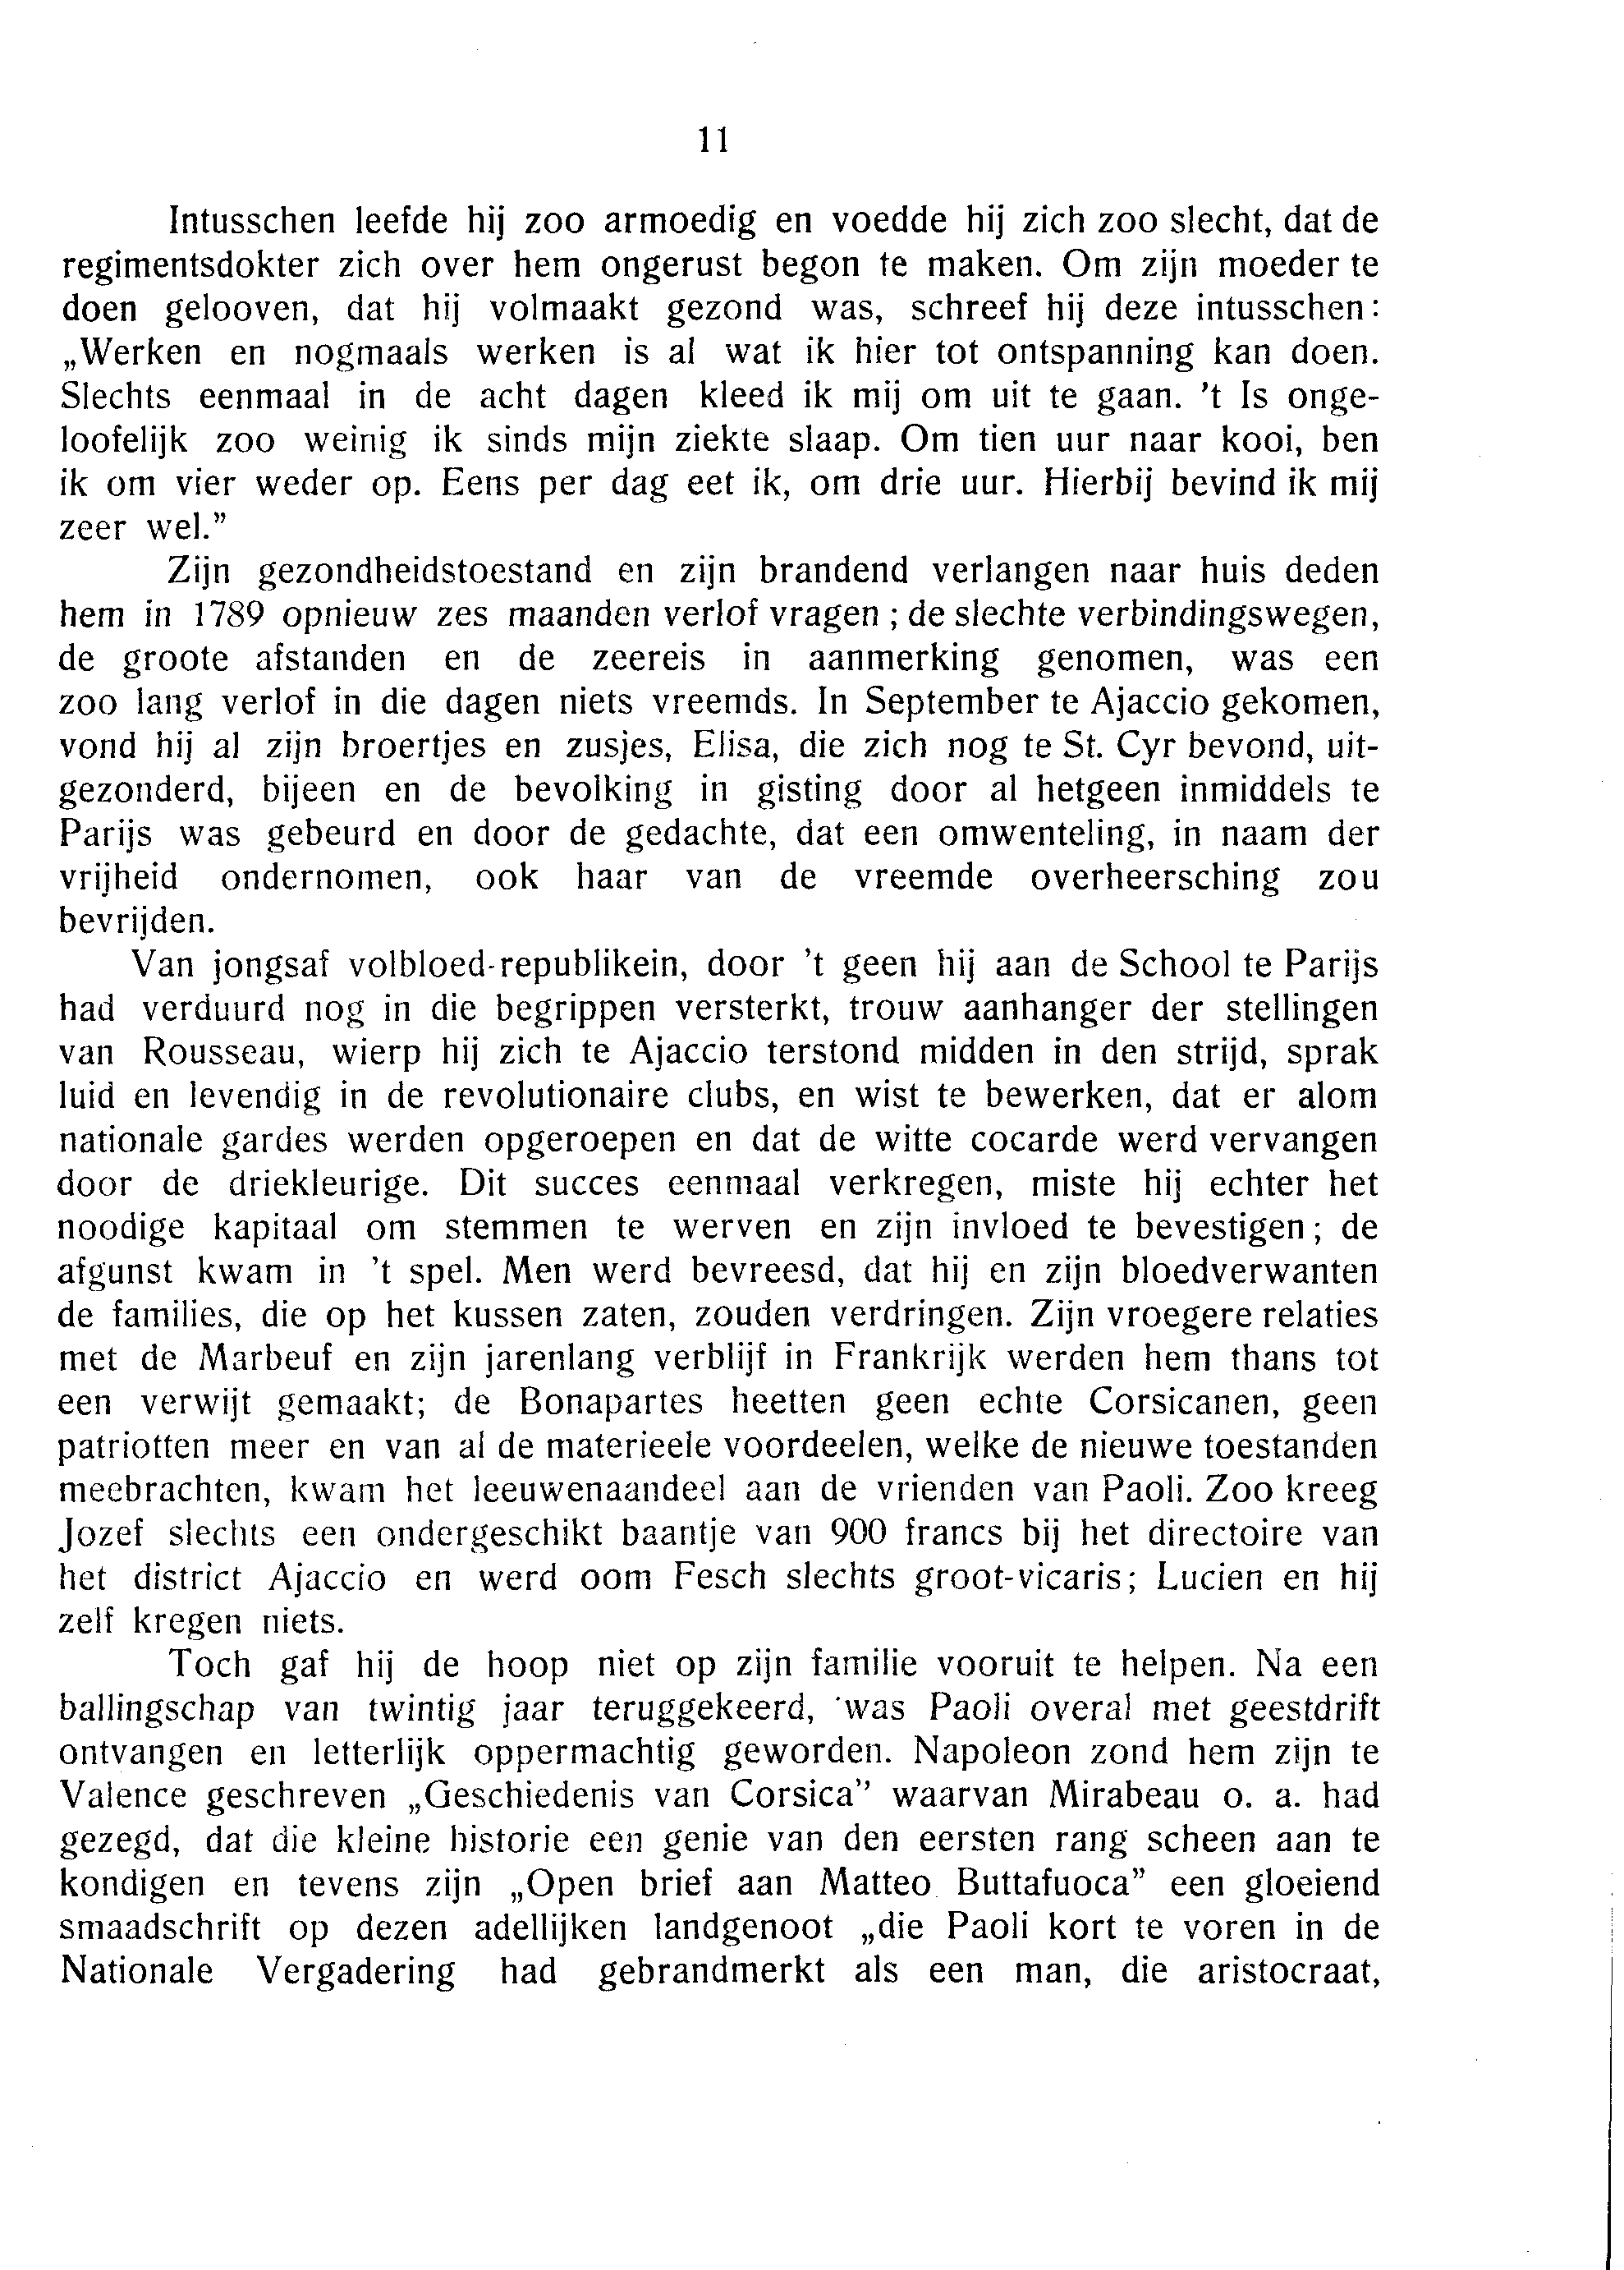 11
Intusschen leefde hij zoo armoedig en voedde hij zich zoo slecht, dat de
regimentsdokter zich over hem ongerust begon te maken. Om zijn moeder te
doen gelooven, dat hij volmaakt gezond was, schreef hij deze intusschen:
„Werken en nogmaals werken is al wat ik hier tot ontspanning kan doen.
Slechts eenmaal in de acht dagen kleed ik mij om uit te gaan. 't Is onge-
loofelijk zoo weinig ik sinds mijn ziekte slaap. Om tien uur naar kooi, ben
ik om vier weder op. Eens per dag eet ik, om drie uur. Hierbij bevind ik mij
zeer wel.”
Zijn gezondheidstoestand en zijn brandend verlangen naar huis deden
hem in 1789 opnieuw zes maanden verlof vragen ; de slechte verbindingswegen,
de groote afstanden en de zeereis in aanmerking genomen, was een
zoo lang verlof in die dagen niets vreemds. In September te Ajaccio gekomen,
vond hij al zijn broertjes en zusjes, Elisa, die zich nog te St. Cyr bevond, uit-
gezonderd, bijeen en de bevolking in gisting door al hetgeen inmiddels te
Parijs was gebeurd en door de gedachte, dat een omwenteling, in naam der
vrijheid ondernomen, ook haar van de vreemde overheersching zou
bevrijden.
Van jongsaf volbloed-republikein, door 't geen hij aan de School te Parijs
had verduurd nog in die begrippen versterkt, trouw aanhanger der stellingen
van Rousseau, wierp hij zich te Ajaccio terstond midden in den strijd, sprak
luid en levendig in de revolutionaire clubs, en wist te bewerken, dat er alom
nationale gardes werden opgeroepen en dat de witte cocarde werd vervangen
door de driekleurige. Dit succes eenmaal verkregen, miste hij echter het
noodige kapitaal om stemmen te werven en zijn invloed te bevestigen; de
afgunst kwam in 't spel. Men werd bevreesd, dat hij en zijn bloedverwanten
de families, die op het kussen zaten, zouden verdringen. Zijn vroegere relaties
met de Marbeuf en zijn jarenlang verblijf in Frankrijk werden hem thans tot
een verwijt gemaakt; de Bonapartes heetten geen echte Corsicanen, geen
patriotten meer en van al de materieele voordeelen, welke de nieuwe toestanden
meebrachten, kwam het leeuwenaandeel aan de vrienden van Paoli. Zoo kreeg
Jozef slechts een ondergeschikt baantje van 900 francs bij het directoire van
het district Ajaccio en werd oom Fesch slechts groot-vicaris; Lucien en hij
zelf kregen niets.
Toch gaf hij de hoop niet op zijn familie vooruit te helpen. Na een
ballingschap van twintig jaar teruggekeerd, was Paoli overal met geestdrift
ontvangen en letterlijk oppermachtig geworden. Napoleon zond hem zijn te
Valence geschreven „Geschiedenis van Corsica” waarvan Mirabeau o. a. had
gezegd, dat die kleine historie een genie van den eersten rang scheen aan te
kondigen en tevens zijn „Open brief aan Matteo Buttafuoca” een gloeiend
smaadschrift op dezen adellijken landgenoot „die Paoli kort te voren in de
Nationale Vergadering had gebrandmerkt als een man, die aristocraat,